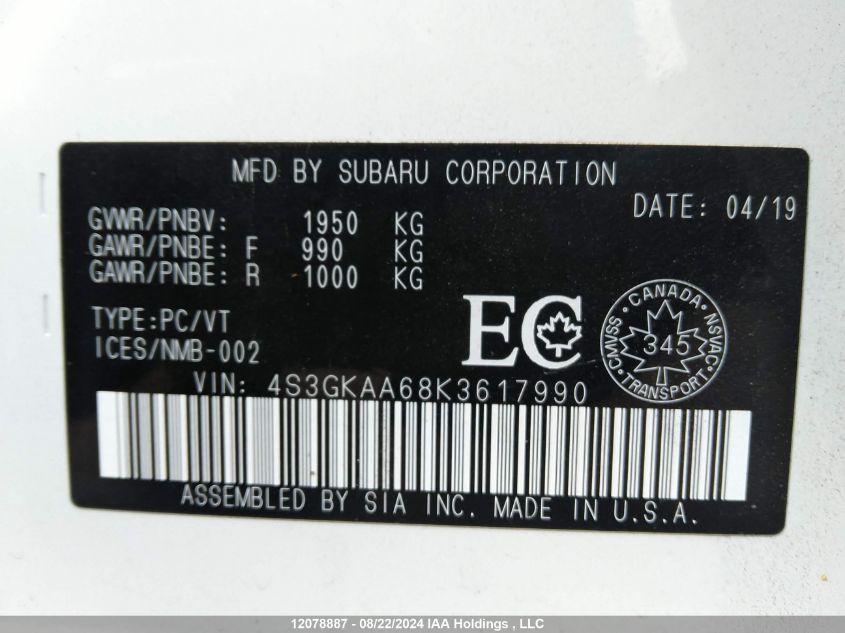 MFD BY SUBARU CORPORATION
DATE: 04/19
GVWR/PNBV: 1950 KG
GAWR/PNBE: F 990 KG
GAWR/PNBE: R 1000 KG
TYPE:PC/VT
ICES/NMB-002
EC
CANADA
CMVSS 345 NSVAC
TRANSPORT
VIN: 4S3GKAA68K3617990
ASSEMBLED BY SIA INC. MADE IN U.S.A.
12078887 - 08/22/2024 IAA Holdings , LLC